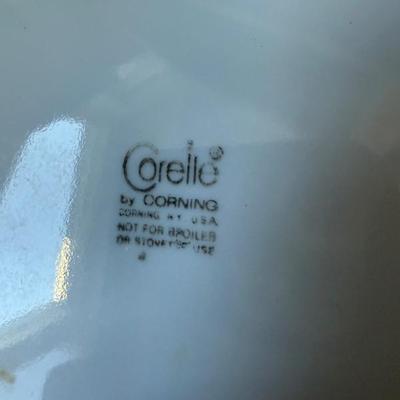 Corelle®
by CORNING
CORNING N.Y. U.S.A.
NOT FOR BROILER
OR STOVETOP USE